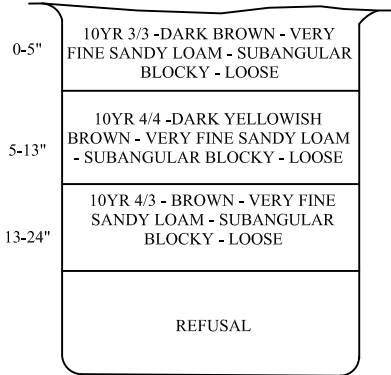 0-5"
10YR 3/3 -DARK BROWN - VERY
FINE SANDY LOAM - SUBANGULAR
BLOCKY - LOOSE
5-13"
10YR 4/4 -DARK YELLOWISH
BROWN - VERY FINE SANDY LOAM
- SUBANGULAR BLOCKY - LOOSE
13-24"
10YR 4/3 - BROWN - VERY FINE
SANDY LOAM - SUBANGULAR
BLOCKY - LOOSE
REFUSAL